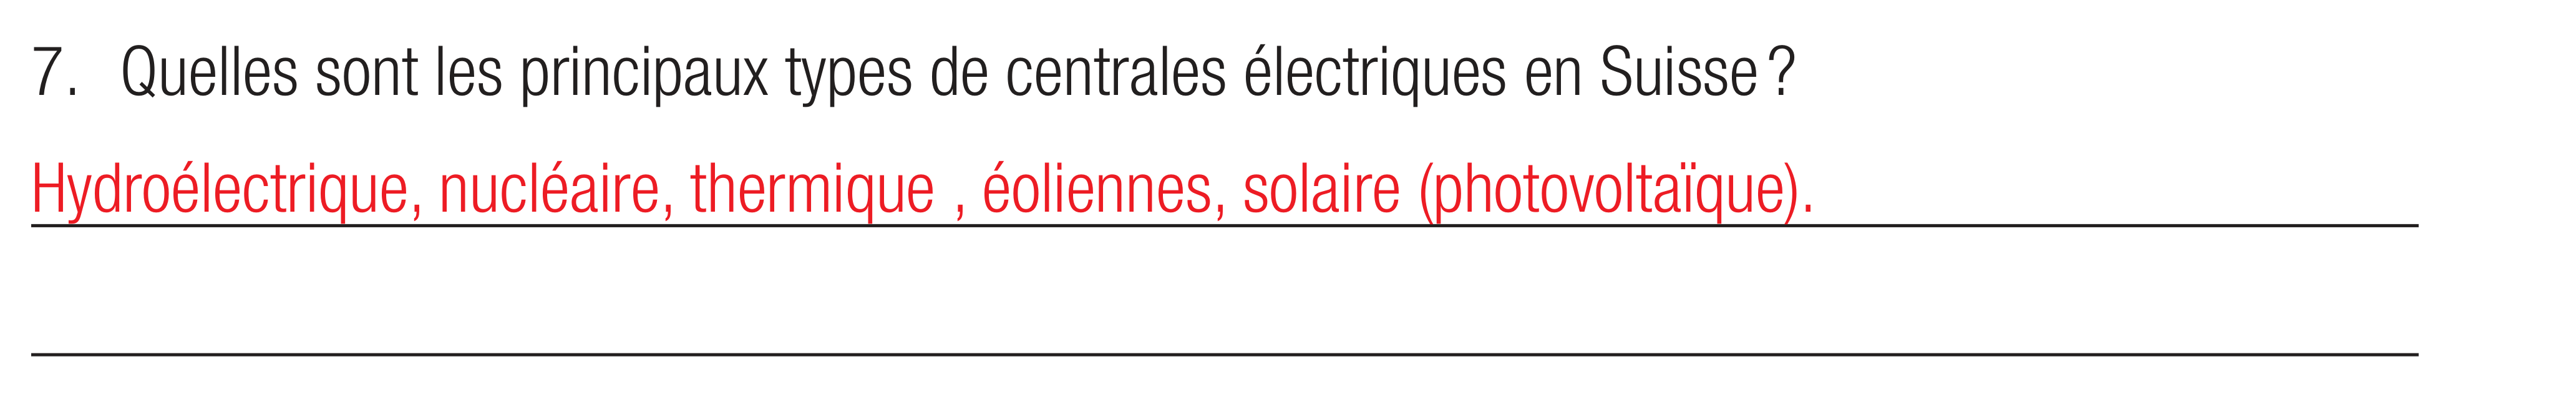 7. Quelles sont les principaux types de centrales électriques en Suisse ?
Hydroélectrique, nucléaire, thermique , éoliennes, solaire (photovoltaïque).